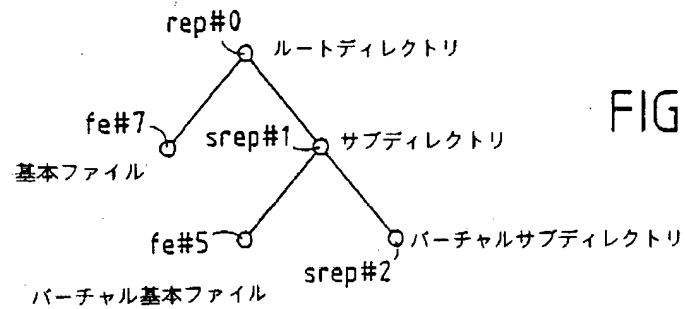 rep#0
ルートディレクトリ
fe#7
基本ファイル
srep#1
サブディレクトリ
FIG
fe#5
バーチャル基本ファイル
バーチャルサブディレクトリ
srep#2